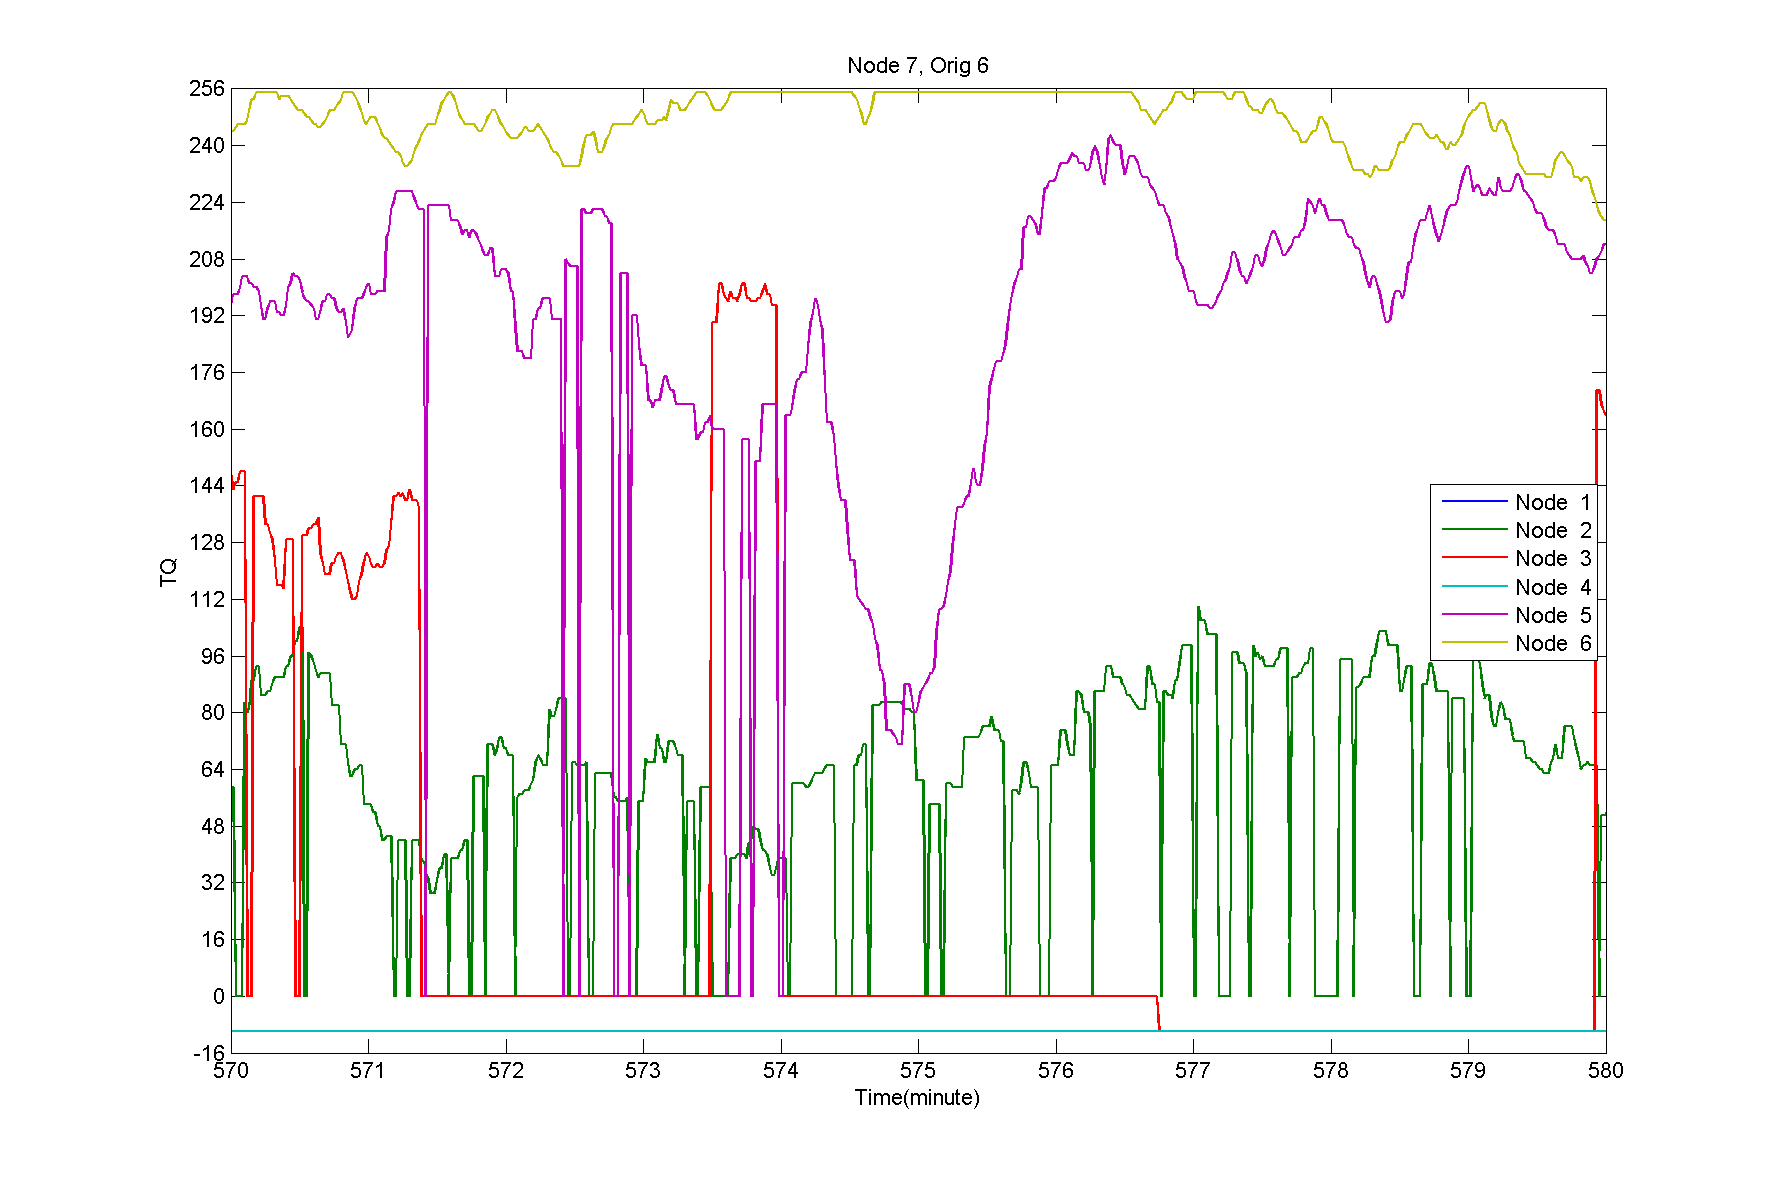 Node 7, Orig 6
256
240
224
208
192
176
160
144
128
112
96
80
64
48
32
16
0
-16
TQ
Node 1
Node 2
Node 3
Node 4
Node 5
Node 6
570 571 572 573 574 575 576 577 578 579 580
Time(minute)